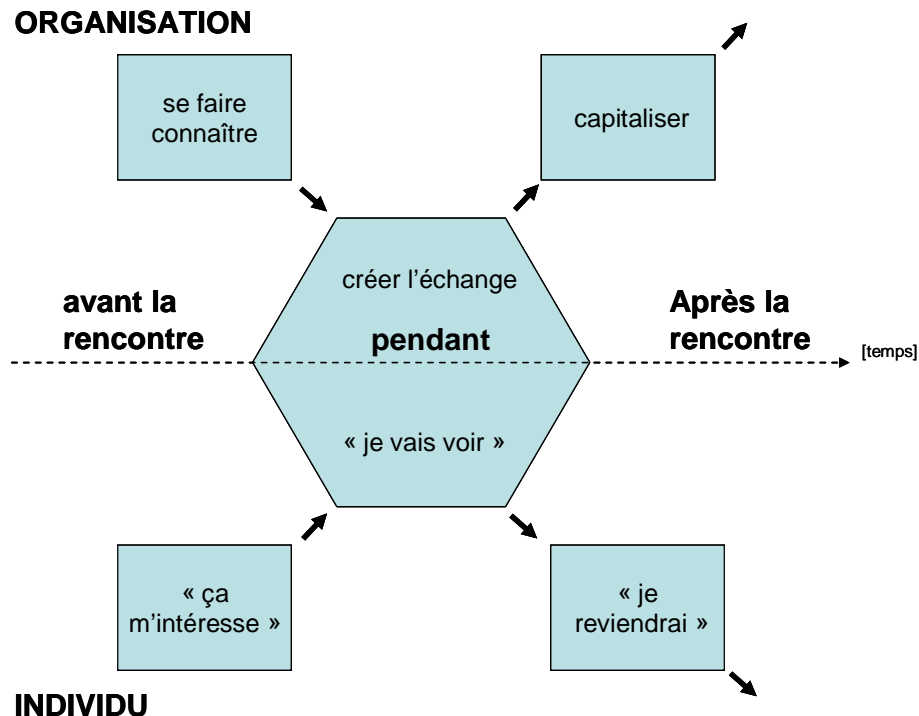 ORGANISATION
se faire
connaître
capitaliser
créer l'échange
avant la
rencontre
pendant
Après la
rencontre
[temps]
« je vais voir »
« ça
m'intéresse »
« je
reviendrai »
INDIVIDU